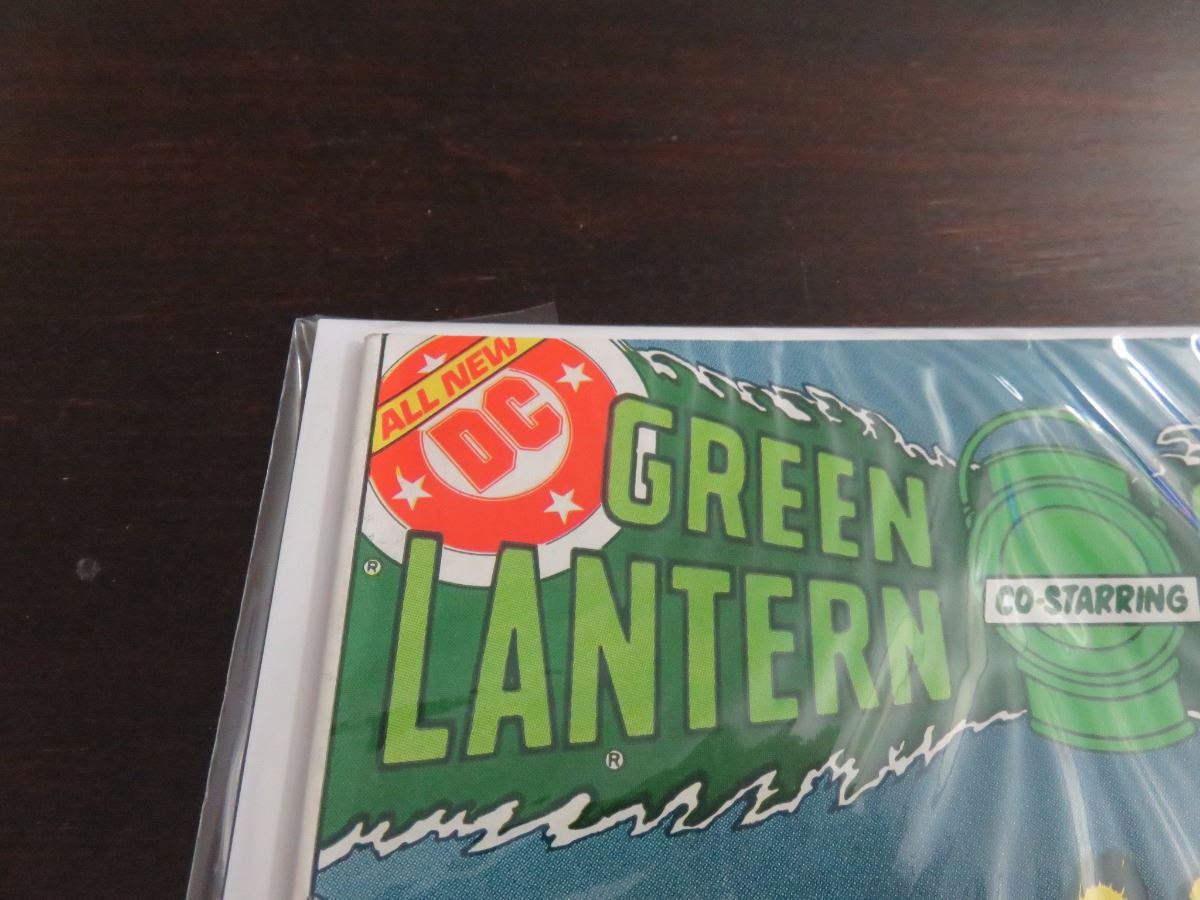 ALL NEW
DC
GREEN
LANTERN
®
®
CO-STARRING